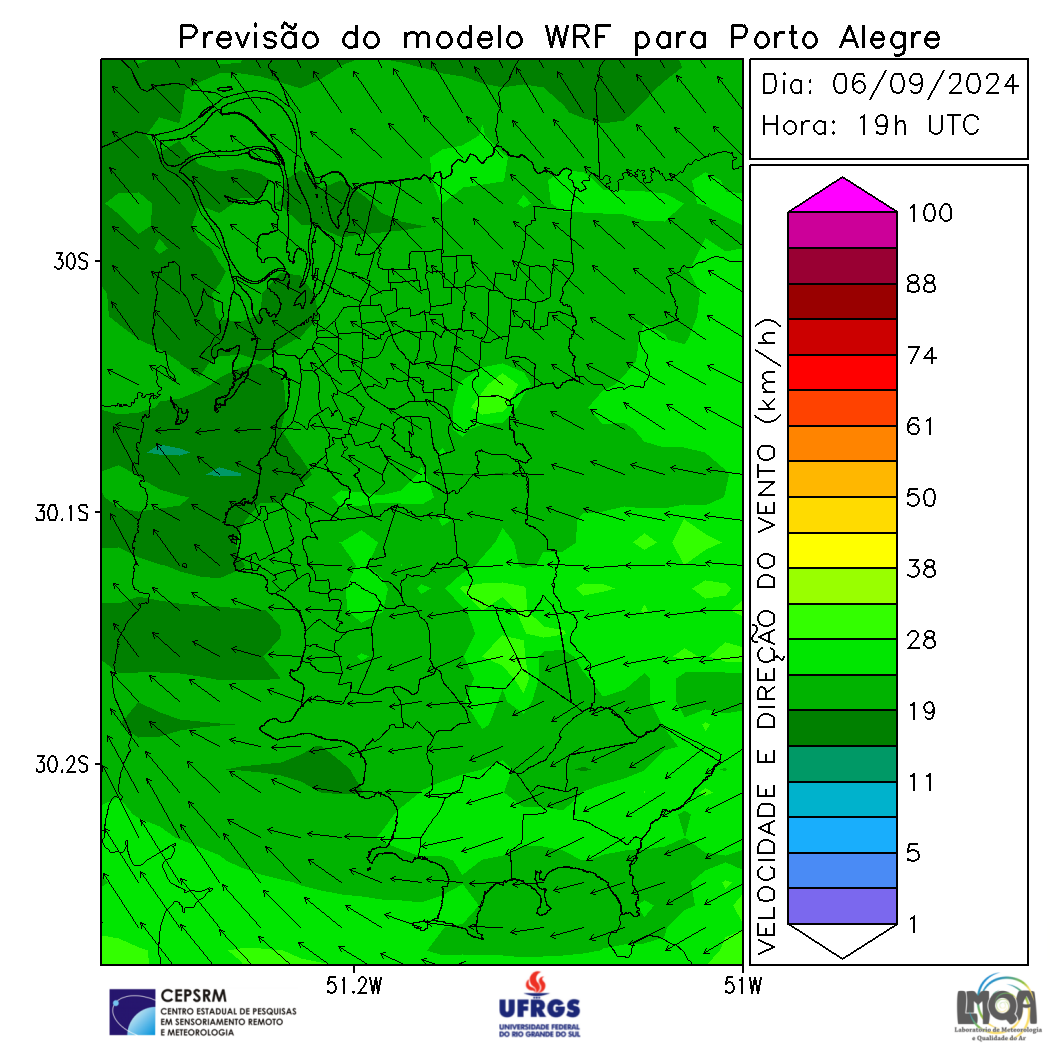 Previsão do modelo WRF para Porto Alegre
Dia: 06/09/2024
Hora: 19h UTC
30S
30.1S
30.2S
51.2W
51W
VELOCIDADE E DIREÇÃO DO VENTO (km/h)
100
88
74
61
50
38
28
19
11
5
1
CEPSRM
CENTRO ESTADUAL DE PESQUISAS
EM SENSORIAMENTO REMOTO
E METEOROLOGIA
UFRGS
UNIVERSIDADE FEDERAL
DO RIO GRANDE DO SUL
LMQA
Laboratório de Meteorologia
e Qualidade do Ar